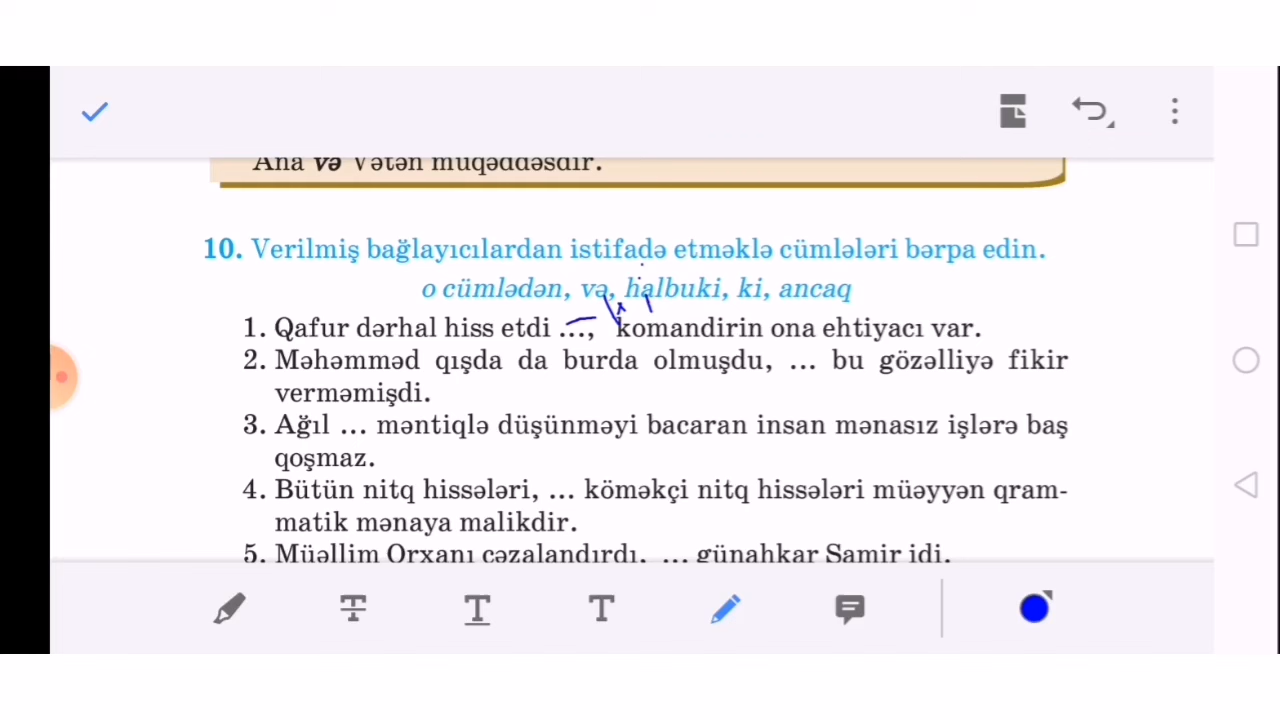 Ana və Vətən müqəddəsdir.
10. Verilmiş bağlayıcılardan istifadə etməklə cümlələri bərpa edin.
o cümlədən, və, halbuki, ki, ancaq
1. Qafur dərhal hiss etdi ..., komandirin ona ehtiyacı var.
2. Məhəmməd qışda da burda olmuşdu, ... bu gözəlliyə fikir
verməmişdi.
3. Ağıl ... məntiqlə düşünməyi bacaran insan mənasız işlərə baş
qoşmaz.
4. Bütün nitq hissələri, ... köməkçi nitq hissələri müəyyən qram-
matik mənaya malikdir.
5. Müəllim Orxanı cəzalandırdı, ... günahkar Samir idi.